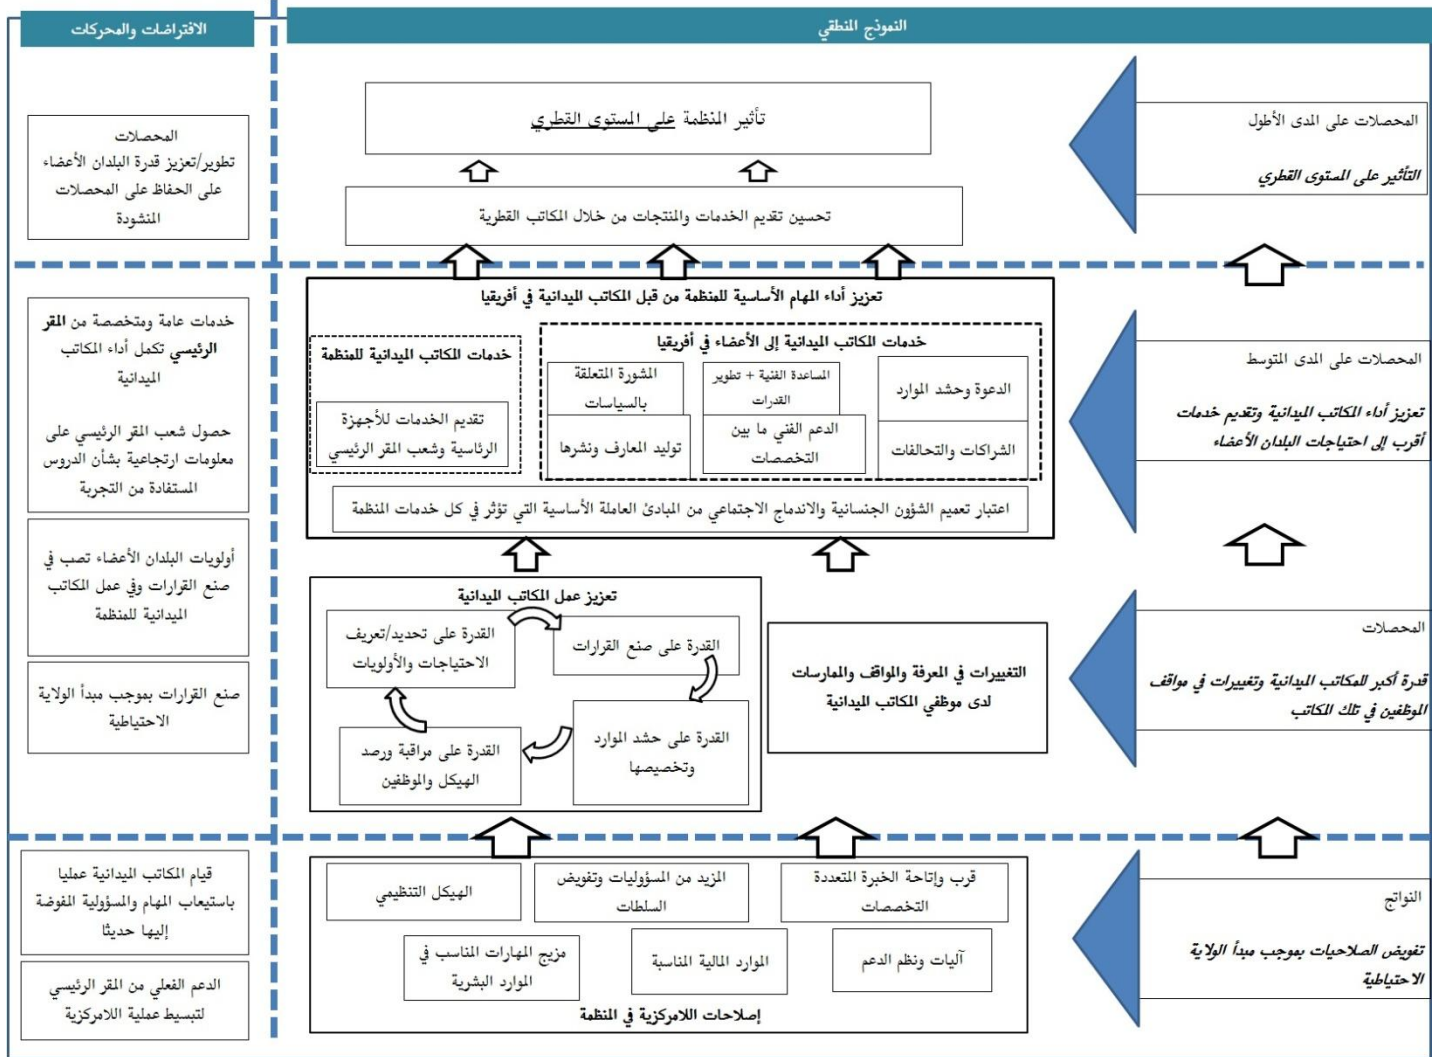 النموذج المنطقي
الافتراضات والمحركات
المحصلات على المدى الأطول
التأثير على المستوى القطري
تأثير المنظمة على المستوى القطري
تحسين تقديم الخدمات والمنتجات من خلال المكاتب القطرية
المحصلات
تطوير/تعزيز قدرة البلدان الأعضاء
على الحفاظ على المحصلات
المنشودة
المحصلات على المدى المتوسط
تعزيز أداء المكاتب الميدانية وتقديم خدمات
أقرب إلى احتياجات البلدان الأعضاء
تعزيز أداء المهام الأساسية للمنظمة من قبل المكاتب الميدانية في أفريقيا
خدمات المكاتب الميدانية إلى الأعضاء في أفريقيا
الدعوة وحشد الموارد
المساعدة الفنية + تطوير
القدرات
المشورة المتعلقة
بالسياسات
الشراكات والتحالفات
الدعم الفني ما بين
التخصصات
توليد المعارف ونشرها
خدمات المكاتب الميدانية للمنظمة
تقديم الخدمات للأجهزة
الرئاسية وشعب المقر الرئيسي
اعتبار تعميم الشؤون الجنسانية والاندماج الاجتماعي من المبادئ العاملة الأساسية التي تؤثر في كل خدمات المنظمة
خدمات عامة ومتخصصة من المقر
الرئيسي تكمل أداء المكاتب
الميدانية
حصول شعب المقر الرئيسي على
معلومات ارتجاعية بشأن الدروس
المستفادة من التجربة
المحصلات
قدرة أكبر للمكاتب الميدانية وتغييرات في مواقف
الموظفين في تلك المكاتب
التغييرات في المعرفة والمواقف والممارسات
لدى موظفي المكاتب الميدانية
تعزيز عمل المكاتب الميدانية
القدرة على صنع القرارات
القدرة على تحديد/تعريف
الاحتياجات والأولويات
القدرة على حشد الموارد
وتخصيصها
القدرة على مراقبة ورصد
الهيكل والموظفين
أولويات البلدان الأعضاء تصب في
صنع القرارات وفي عمل المكاتب
الميدانية للمنظمة
صنع القرارات بموجب مبدأ الولاية
الاحتياطية
النواتج
تفويض الصلاحيات بموجب مبدأ الولاية
الاحتياطية
قرب وإتاحة الخبرة المتعددة
التخصصات
المزيد من المسؤوليات وتفويض
السلطات
الهيكل التنظيمي
آليات ونظم الدعم
الموارد المالية المناسبة
مزيج المهارات المناسب في
الموارد البشرية
إصلاحات اللامركزية في المنظمة
قيام المكاتب الميدانية عمليا
باستيعاب المهام والمسؤولية المفوضة
إليها حديثا
الدعم الفعلي من المقر الرئيسي
لتبسيط عملية اللامركزية